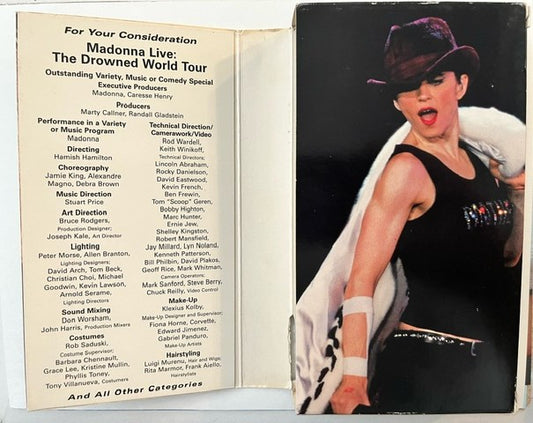 For Your Consideration
Madonna Live:
The Drowned World Tour
Outstanding Variety, Music or Comedy Special
Executive Producers
Madonna, Caresse Henry
Producers
Marty Callner, Randall Gladstein
Performance in a Variety
or Music Program
Madonna
Directing
Hamish Hamilton
Choreography
Jamie King, Alexandre
Magno, Debra Brown
Music Direction
Stuart Price
Art Direction
Bruce Rodgers,
Production Designer;
Joseph Kale, Art Director
Lighting
Peter Morse, Allen Branton,
Lighting Designers;
David Arch, Tom Beck,
Christian Choi, Michael
Goodwin, Kevin Lawson,
Arnold Serame,
Lighting Directors
Sound Mixing
Don Worsham,
John Harris, Production Mixers
Costumes
Rob Saduski,
Costume Supervisor;
Barbara Chennault,
Grace Lee, Kristine Mullin,
Phyllis Toney,
Tony Villanueva, Costumers
Technical Direction/
Camerawork/Video
Rod Wardell,
Keith Winikoff,
Technical Directors;
Lincoln Abraham,
Rocky Danielson,
David Eastwood,
Kevin French,
Ben Frewin,
Tom "Scoop" Geren,
Bobby Highton,
Marc Hunter,
Ernie Jew,
Shelley Kingston,
Robert Mansfield,
Jay Millard, Lyn Noland,
Kenneth Patterson,
Bill Philbin, David Plakos,
Geoff Rice, Mark Whitman,
Camera Operators;
Mark Sanford, Steve Berry,
Chuck Reilly, Video Control
Make-Up
Klexius Kolby,
Make-Up Designer and Supervisor;
Fiona Horne, Corvette,
Edward Jimenez,
Gabriel Panduro,
Make-Up Artists
Hairstyling
Luigi Murenu, Hair and Wigs;
Rita Marmor, Frank Aiello,
Hairstylists
And All Other Categories